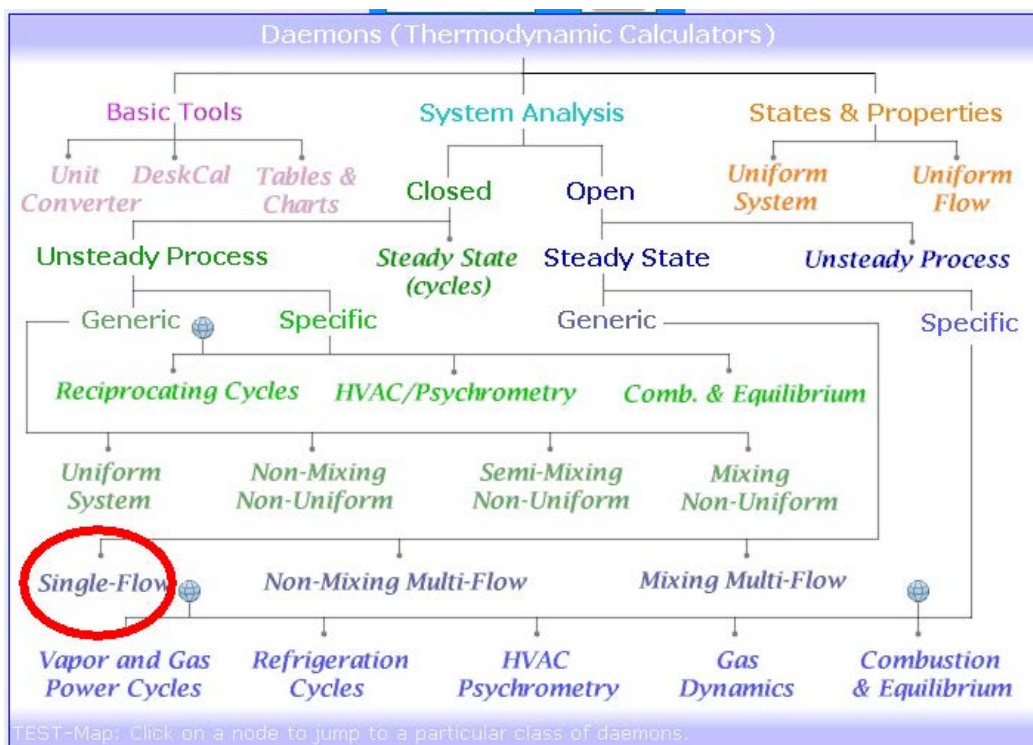 Daemons (Thermodynamic Calculators)
Basic Tools
System Analysis
States & Properties
Unit
Converter
DeskCal
Tables &
Charts
Closed
Open
Uniform
System
Uniform
Flow
Unsteady Process
Steady State
(cycles)
Steady State
Unsteady Process
Generic
Specific
Generic
Specific
Reciprocating Cycles
HVAC/Psychrometry
Comb. & Equilibrium
Uniform
System
Non-Mixing
Non-Uniform
Semi-Mixing
Non-Uniform
Mixing
Non-Uniform
Single-Flow
Non-Mixing Multi-Flow
Mixing Multi-Flow
Vapor and Gas
Power Cycles
Refrigeration
Cycles
HVAC
Psychrometry
Gas
Dynamics
Combustion
& Equilibrium
TEST-Map: Click on a node to jump to a particular class of daemons.